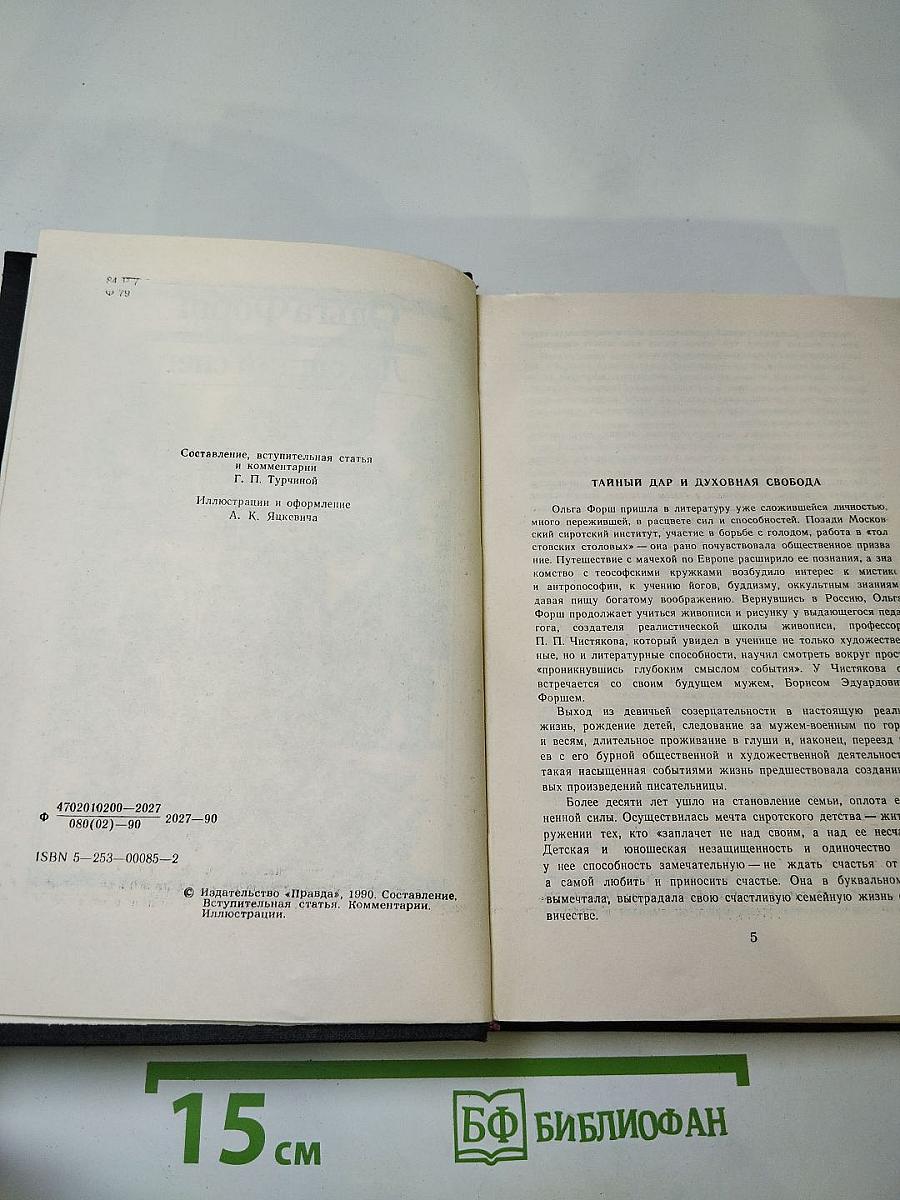 84 Р 7
Ф 79
Составление, вступительная статья
и комментарии
Г. П. Турчиной
Иллюстрации и оформление
А. К. Яцкевича
Ф 4702010200—2027
080(02)—90
2027—90
ISBN 5—253—00085—2
© Издательство «Правда», 1990. Составление.
Вступительная статья. Комментарии.
Иллюстрации.
ТАЙНЫЙ ДАР И ДУХОВНАЯ СВОБОДА
Ольга Форш пришла в литературу уже сложившейся личностью,
много пережившей, в расцвете сил и способностей. Позади Москов
ский сиротский институт, участие в борьбе с голодом, работа в «тол
стовских столовых» — она рано почувствовала общественное призва
ние. Путешествие с мачехой по Европе расширило ее познания, а зна
комство с теософскими кружками возбудило интерес к мистик
и антропософии, к учению йогов, буддизму, оккультным знаниям,
давая пищу богатому воображению. Вернувшись в Россию, Ольга
Форш продолжает учиться живописи и рисунку у выдающегося педа
гога, создателя реалистической школы живописи, профессор
П. П. Чистякова, который увидел в ученице не только художестве
ные, но и литературные способности, научил смотреть вокруг прост
«проникнувшись глубоким смыслом события». У Чистякова о
встречается со своим будущем мужем, Борисом Эдуардови
Форшем.
Выход из девичьей созерцательности в настоящую реаль
жизнь, рождение детей, следование за мужем-военным по гор
и весям, длительное проживание в глуши и, наконец, переезд
ев с его бурной общественной и художественной деятельност
такая насыщенная событиями жизнь предшествовала создани
вых произведений писательницы.
Более десяти лет ушло на становление семьи, оплота е
ненной силы. Осуществилась мечта сиротского детства — жит
ружении тех, кто «заплачет не над своим, а над ее несча
Детская и юношеская незащищенность и одиночество
у нее способность замечательную — не ждать счастья от
а самой любить и приносить счастье. Она в буквальном
вымечтала, выстрадала свою счастливую семейную жизнь
вичестве.
5
15 см
БФ БИБЛИОФАН